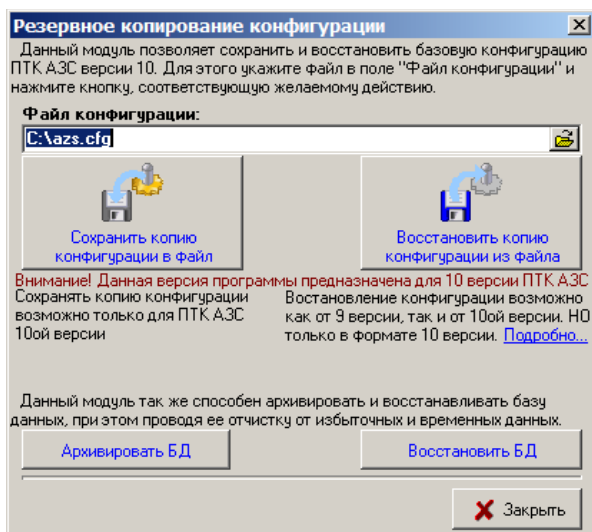 Резервное копирование конфигурации
Данный модуль позволяет сохранить и восстановить базовую конфигурацию
ПТК АЗС версии 10. Для этого укажите файл в поле "Файл конфигурации" и
нажмите кнопку, соответствующую желаемому действию.
Файл конфигурации:
C:\azs.cfg
Сохранить копию
конфигурации в файл
Восстановить копию
конфигурации из файла
Внимание! Данная версия программы предназначена для 10 версии ПТК АЗС
Сохранять копию конфигурации
возможно только для ПТК АЗС
10ой версии
Востановление конфигурации возможно
как от 9 версии, так и от 10ой версии. НО
только в формате 10 версии. Подробно...
Данный модуль так же способен архивировать и восстанавливать базу
данных, при этом проводя ее отчистку от избыточных и временных данных.
Архивировать БД
Восстановить БД
Закрыть